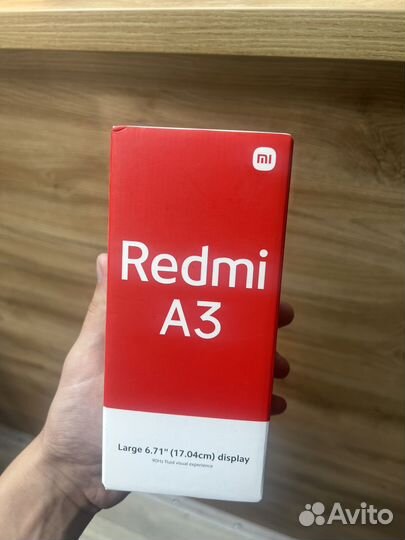 mi
Redmi
A3
Large 6.71" (17.04cm) display
90Hz fluid visual experience
Avito